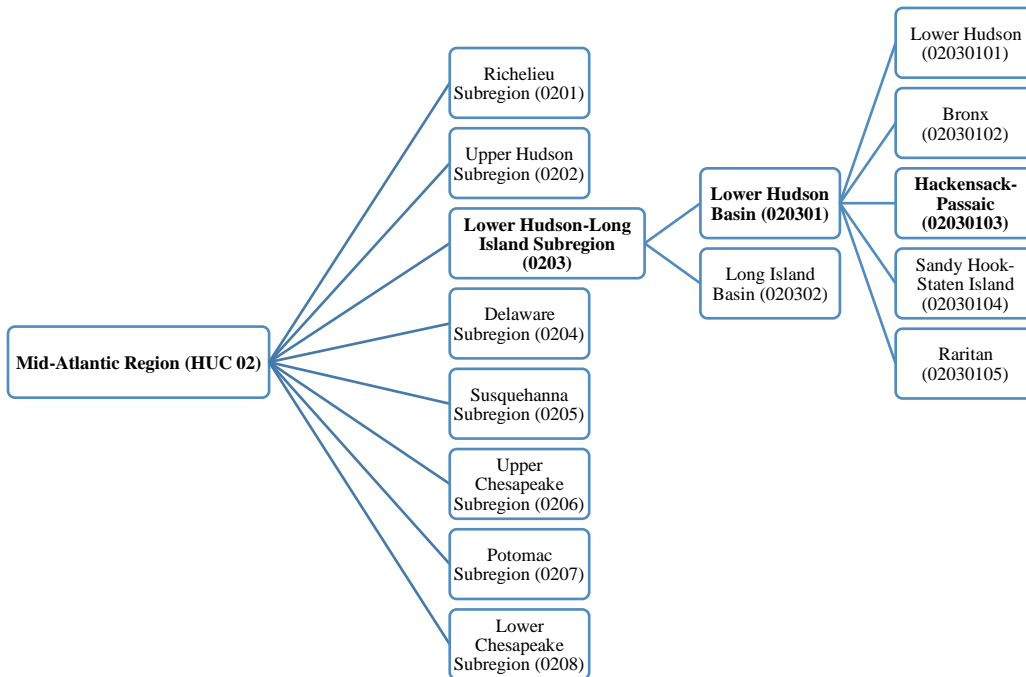 Mid-Atlantic Region (HUC 02)
Richelieu
Subregion (0201)
Upper Hudson
Subregion (0202)
Lower Hudson-Long
Island Subregion
(0203)
Delaware
Subregion (0204)
Susquehanna
Subregion (0205)
Upper
Chesapeake
Subregion (0206)
Potomac
Subregion (0207)
Lower
Chesapeake
Subregion (0208)
Lower Hudson
Basin (020301)
Long Island
Basin (020302)
Lower Hudson
(02030101)
Bronx
(02030102)
Hackensack-
Passaic
(02030103)
Sandy Hook-
Staten Island
(02030104)
Raritan
(02030105)